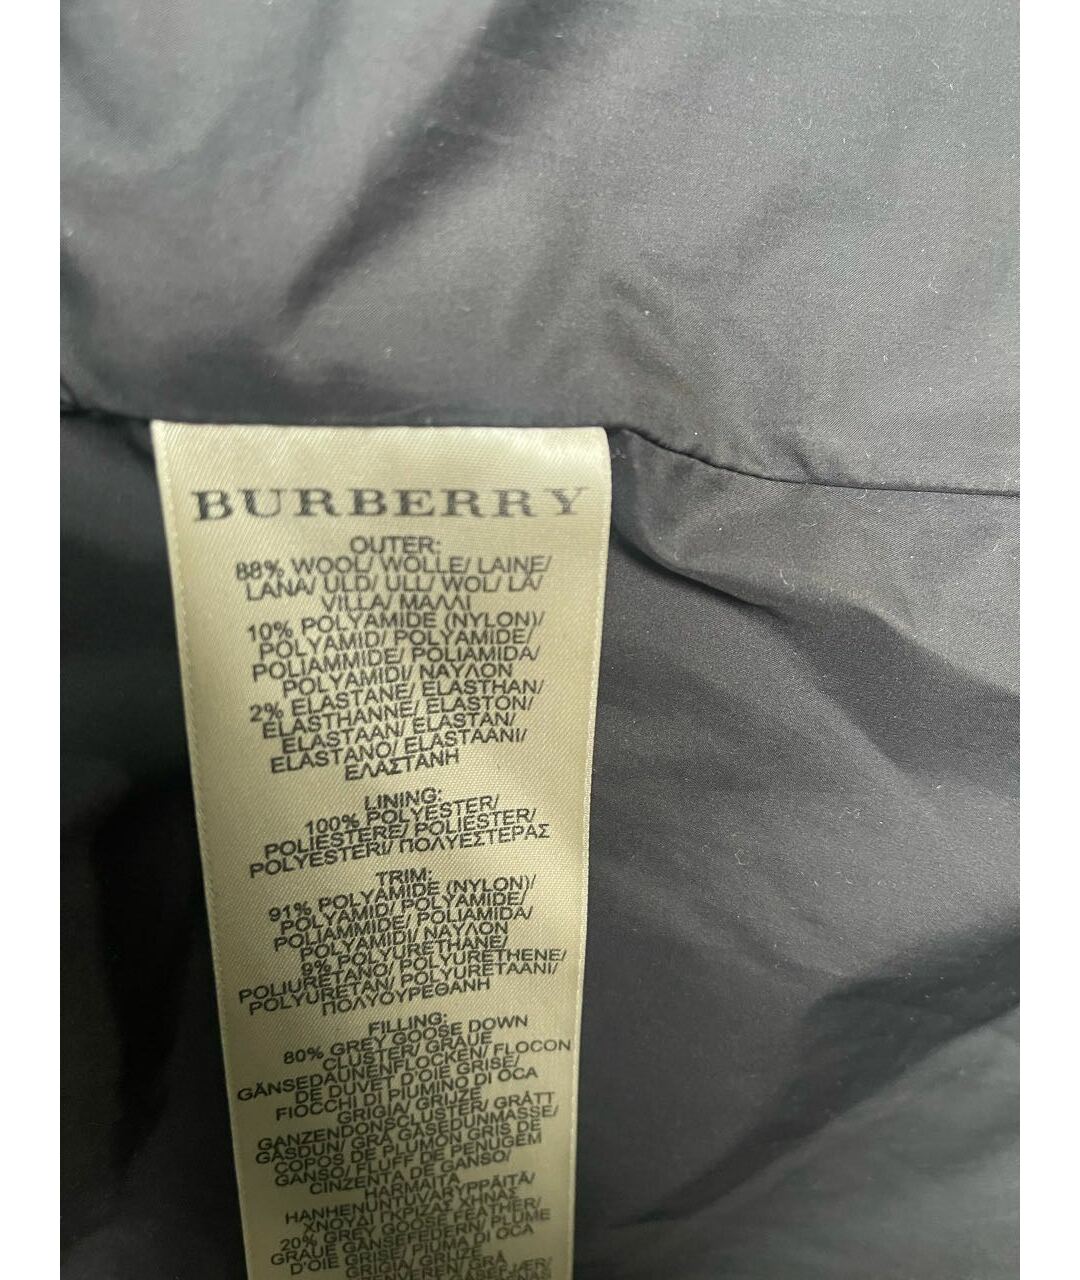 BURBERRY
OUTER:
88% WOOL/ WOLLE/ LAINE/
LANA/ ULD/ ULL/ WOL/ LÃ/
VILLA/ ΜΑΛΛΙ
10% POLYAMIDE (NYLON)/
POLYAMID/ POLYAMIDE/
POLIAMMIDE/ POLIAMIDA/
POLYAMIDI/ ΝΑΥΛΟΝ
2% ELASTANE/ ELASTHAN/
ELASTHANNE/ ELASTON/
ELASTAAN/ ELASTAN/
ELASTANO/ ELASTAANI/
ΕΛΑΣΤΑΝΗ
LINING:
100% POLYESTER/
POLIESTERE/ POLIESTER/
POLYESTERI/ ΠΟΛΥΕΣΤΕΡΑΣ
TRIM:
91% POLYAMIDE (NYLON)/
POLYAMID/ POLYAMIDE/
POLIAMMIDE/ POLIAMIDA/
POLYAMIDI/ ΝΑΥΛΟΝ
9% POLYURETHANE/
POLIURETANO/ POLYURETHENE/
POLYURETAN/ POLYURETAANI/
ΠΟΛΥΟΥΡΕΘΑΝΗ
FILLING:
80% GREY GOOSE DOWN
CLUSTER/ GRAUE
GÄNSEDAUNENFLOCKEN/ FLOCON
DE DUVET D'OIE GRISE/
FIOCCHI DI PIUMINO DI OCA
GRIGIA/ GRIJZE
GANZENDONSCLUSTER/ GRÅTT
GÅSDUN/ GRÅ GÅSEDUNMASSE/
COPOS DE PLUMÓN GRIS DE
GANSO/ FLUFF DE PENUGEM
CINZENTA DE GANSO/
HARMAITA
HANHENUNTUVARYPPÄITÄ/
ΧΝΟΥΔΙ ΓΚΡΙΖΑΣ ΧΗΝΑΣ
20% GREY GOOSE FEATHER/
GRAUE GÄNSEFEDERN/ PLUME
D'OIE GRISE/ PIUMA DI OCA
GRIGIA/ GRIJZE